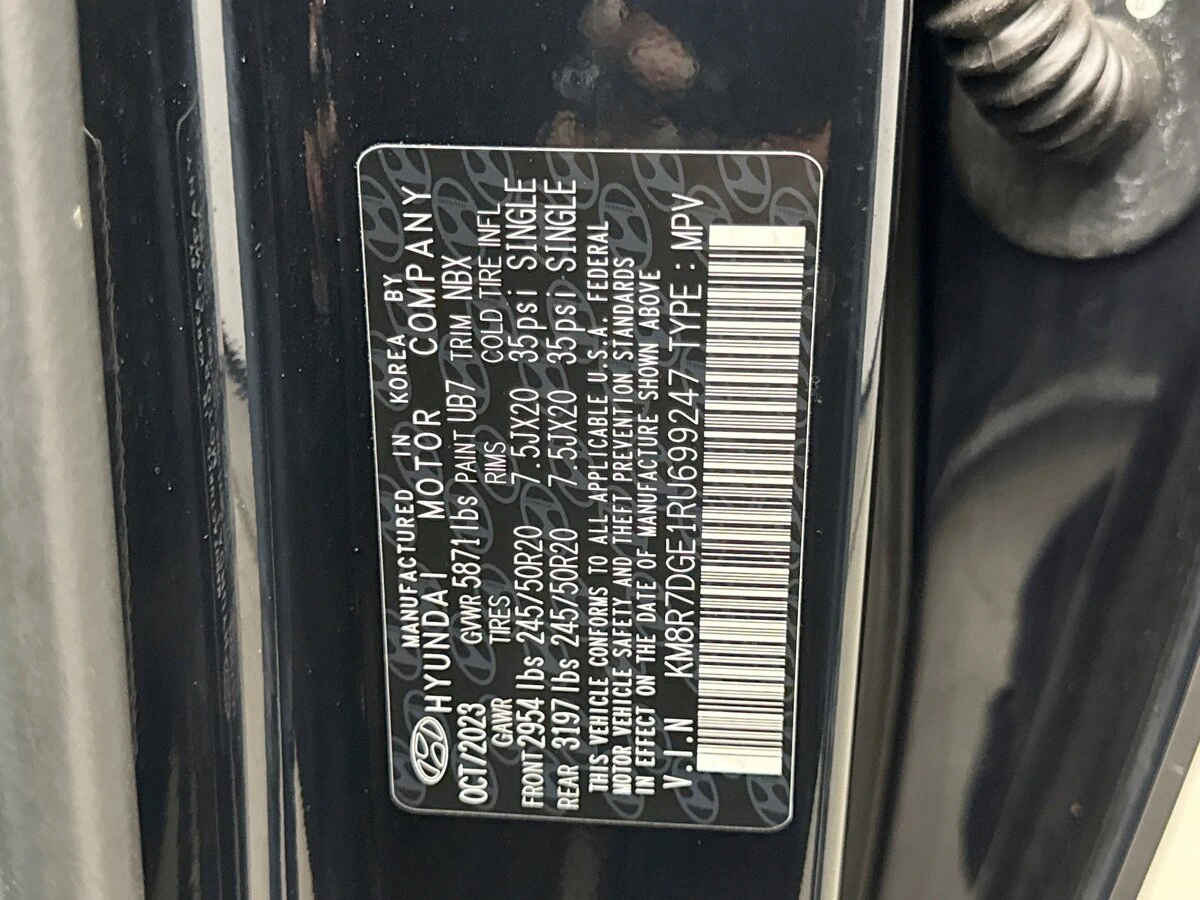 MANUFACTURED IN KOREA BY
HYUNDAI MOTOR COMPANY
OCT/2023 GVWR 5871lbs PAINT UB7 TRIM NBX
GAWR TIRES RIMS COLD TIRE INFL
FRONT 2954 lbs 245/50R20 7.5JX20 35psi SINGLE
REAR 3197 lbs 245/50R20 7.5JX20 35psi SINGLE
THIS VEHICLE CONFORMS TO ALL APPLICABLE U.S.A. FEDERAL
MOTOR VEHICLE SAFETY AND THEFT PREVENTION STANDARDS
IN EFFECT ON THE DATE OF MANUFACTURE SHOWN ABOVE
V.I.N KM8R7DGE1RU699247 TYPE : MPV